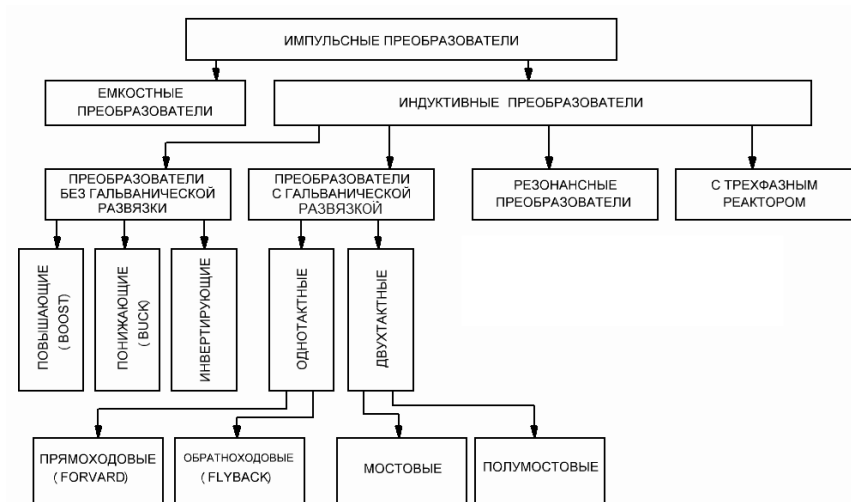 ИМПУЛЬСНЫЕ ПРЕОБРАЗОВАТЕЛИ
ЕМКОСТНЫЕ
ПРЕОБРАЗОВАТЕЛИ
ИНДУКТИВНЫЕ ПРЕОБРАЗОВАТЕЛИ
ПРЕОБРАЗОВАТЕЛИ
БЕЗ ГАЛЬВАНИЧЕСКОЙ
РАЗВЯЗКИ
ПРЕОБРАЗОВАТЕЛИ
С ГАЛЬВАНИЧЕСКОЙ
РАЗВЯЗКОЙ
РЕЗОНАНСНЫЕ
ПРЕОБРАЗОВАТЕЛИ
С ТРЕХФАЗНЫМ
РЕАКТОРОМ
ПОВЫШАЮЩИЕ
( BOOST)
ПОНИЖАЮЩИЕ
(BUCK)
ИНВЕРТИРУЮЩИЕ
ОДНОТАКТНЫЕ
ДВУХТАКТНЫЕ
ПРЯМОХОДОВЫЕ
( FORVARD)
ОБРАТНОХОДОВЫЕ
( FLYBACK)
МОСТОВЫЕ
ПОЛУМОСТОВЫЕ